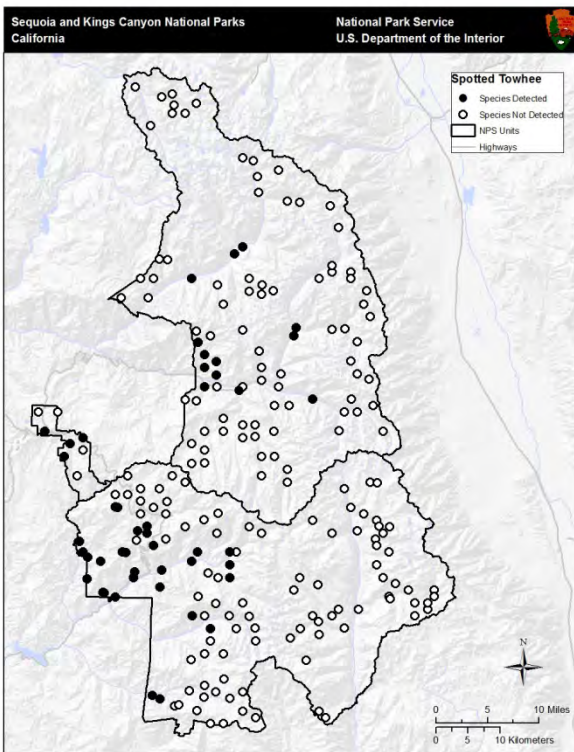 Sequoia and Kings Canyon National Parks
California
National Park Service
U.S. Department of the Interior
Spotted Towhee
Species Detected
Species Not Detected
NPS Units
Highways
N
0 5 10 Miles
0 5 10 Kilometers